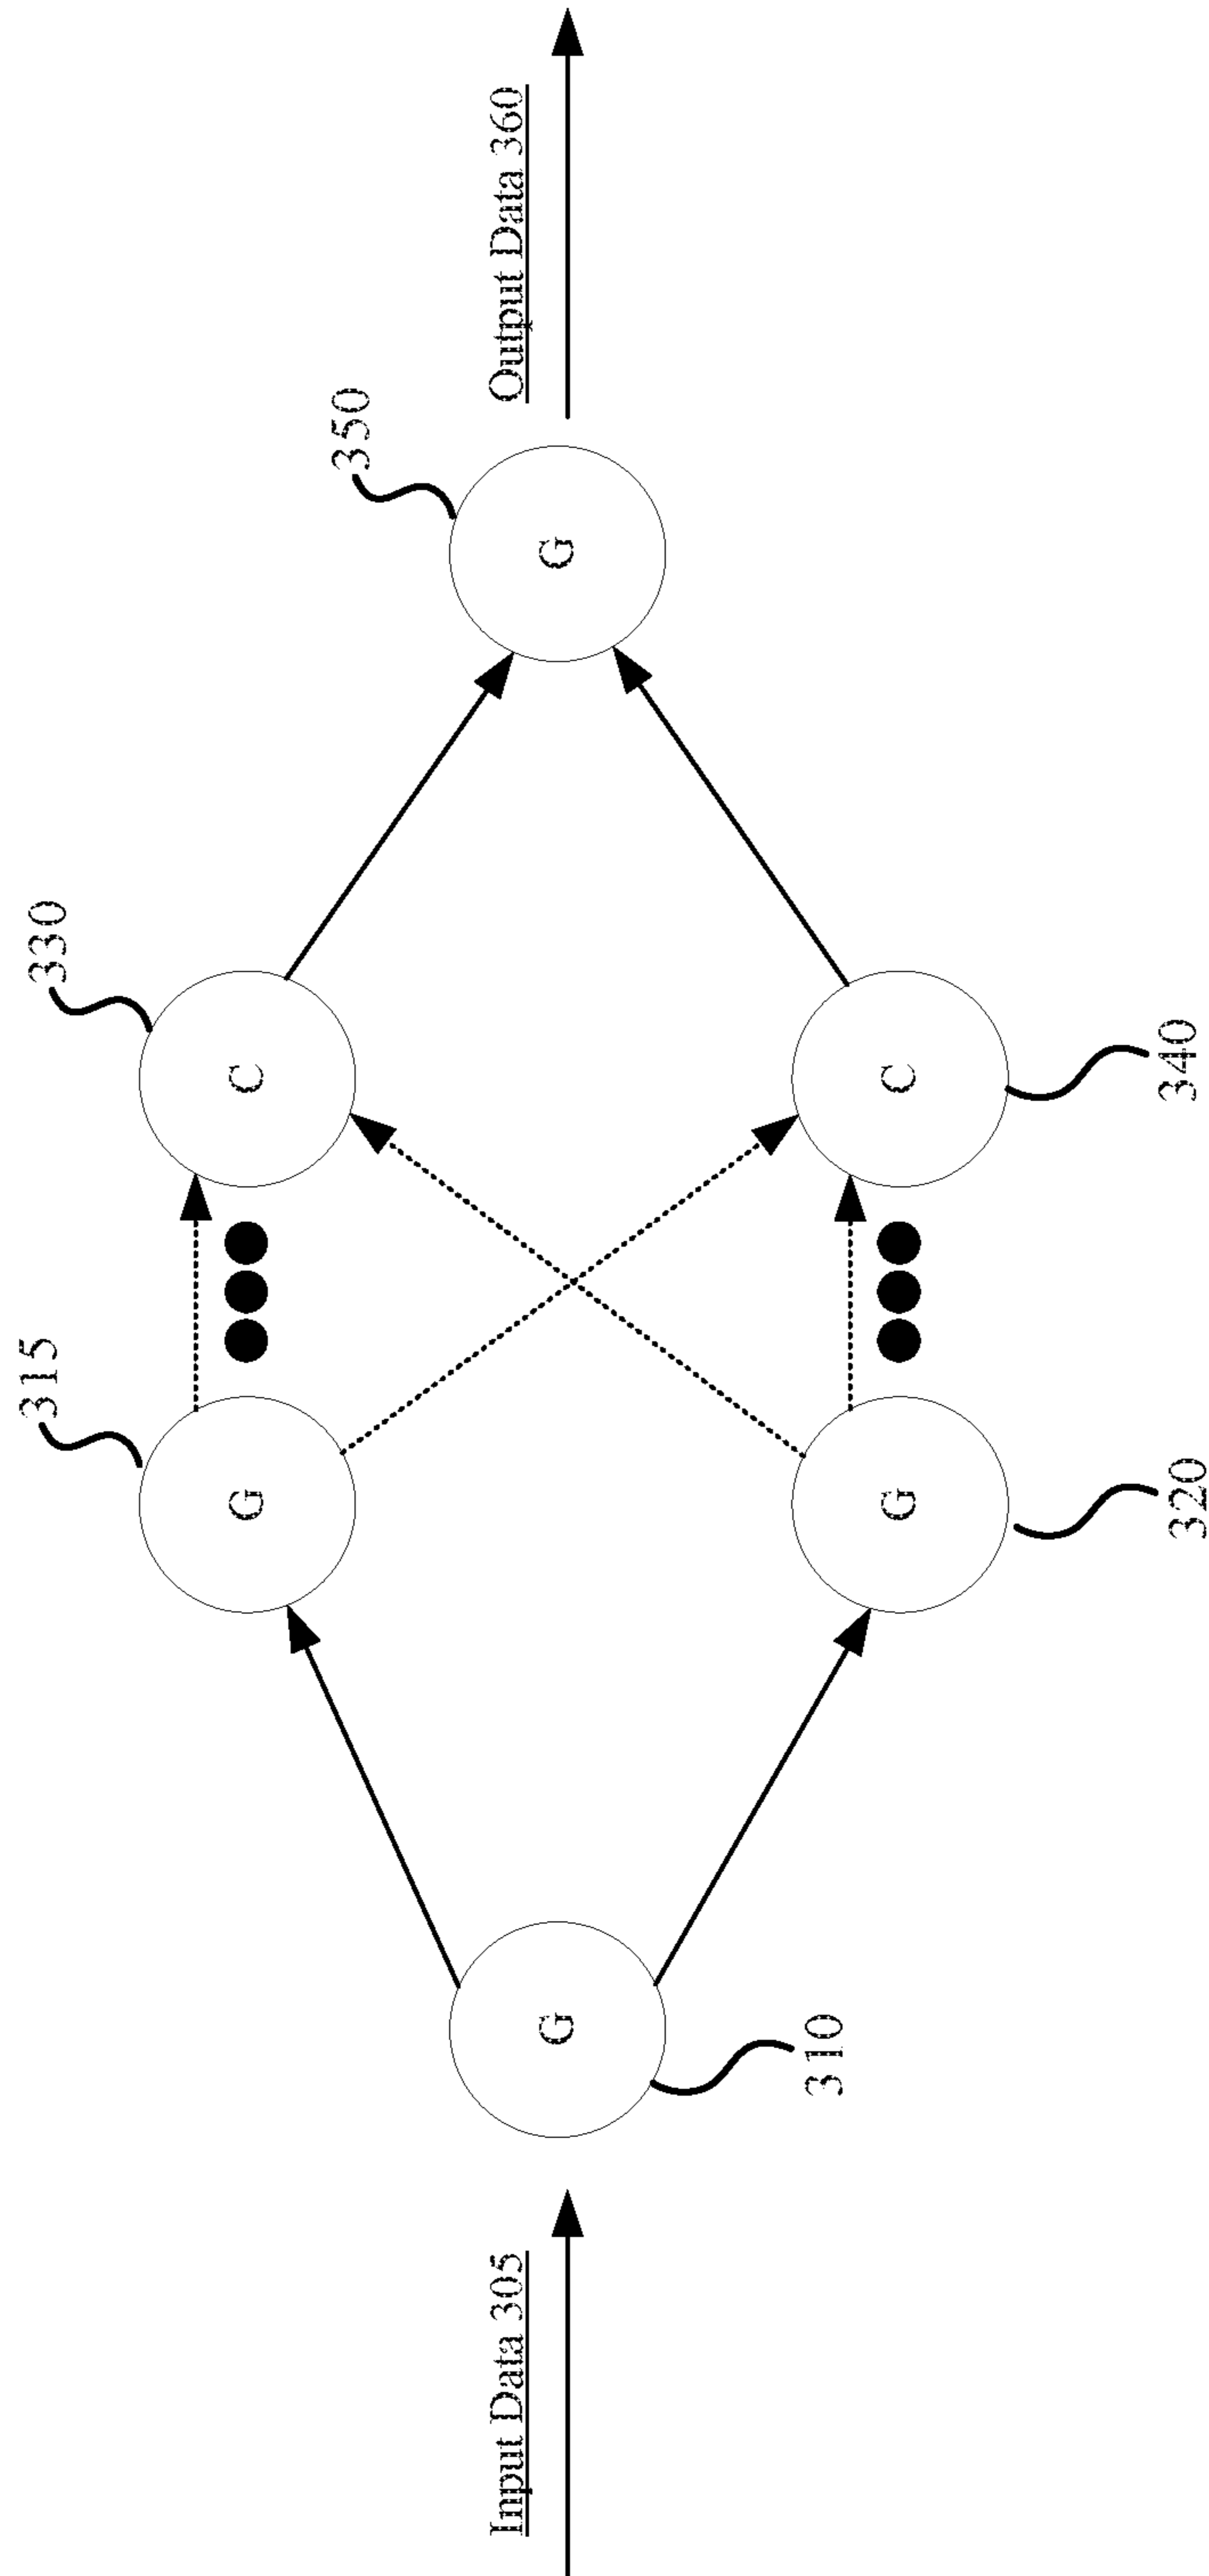 Input Data 305
G
310
G
315
G
320
C
330
C
340
G
350
Output Data 360